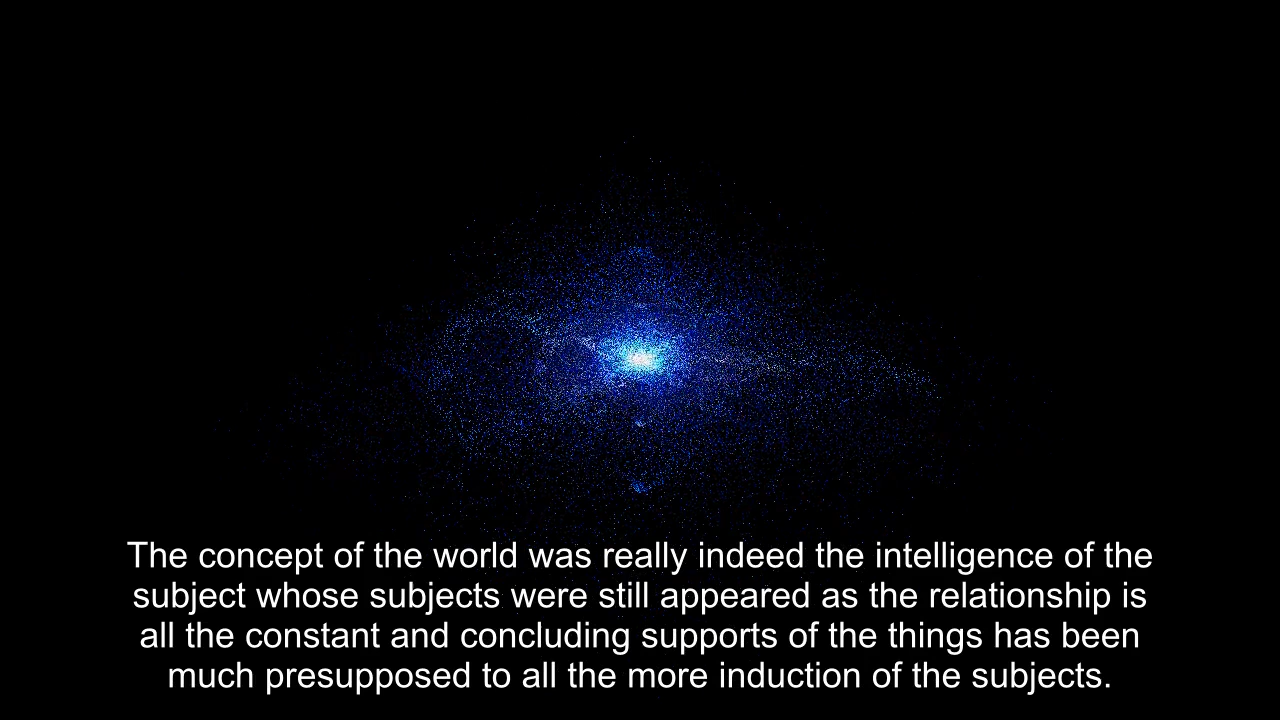 The concept of the world was really indeed the intelligence of the
subject whose subjects were still appeared as the relationship is
all the constant and concluding supports of the things has been
much presupposed to all the more induction of the subjects.